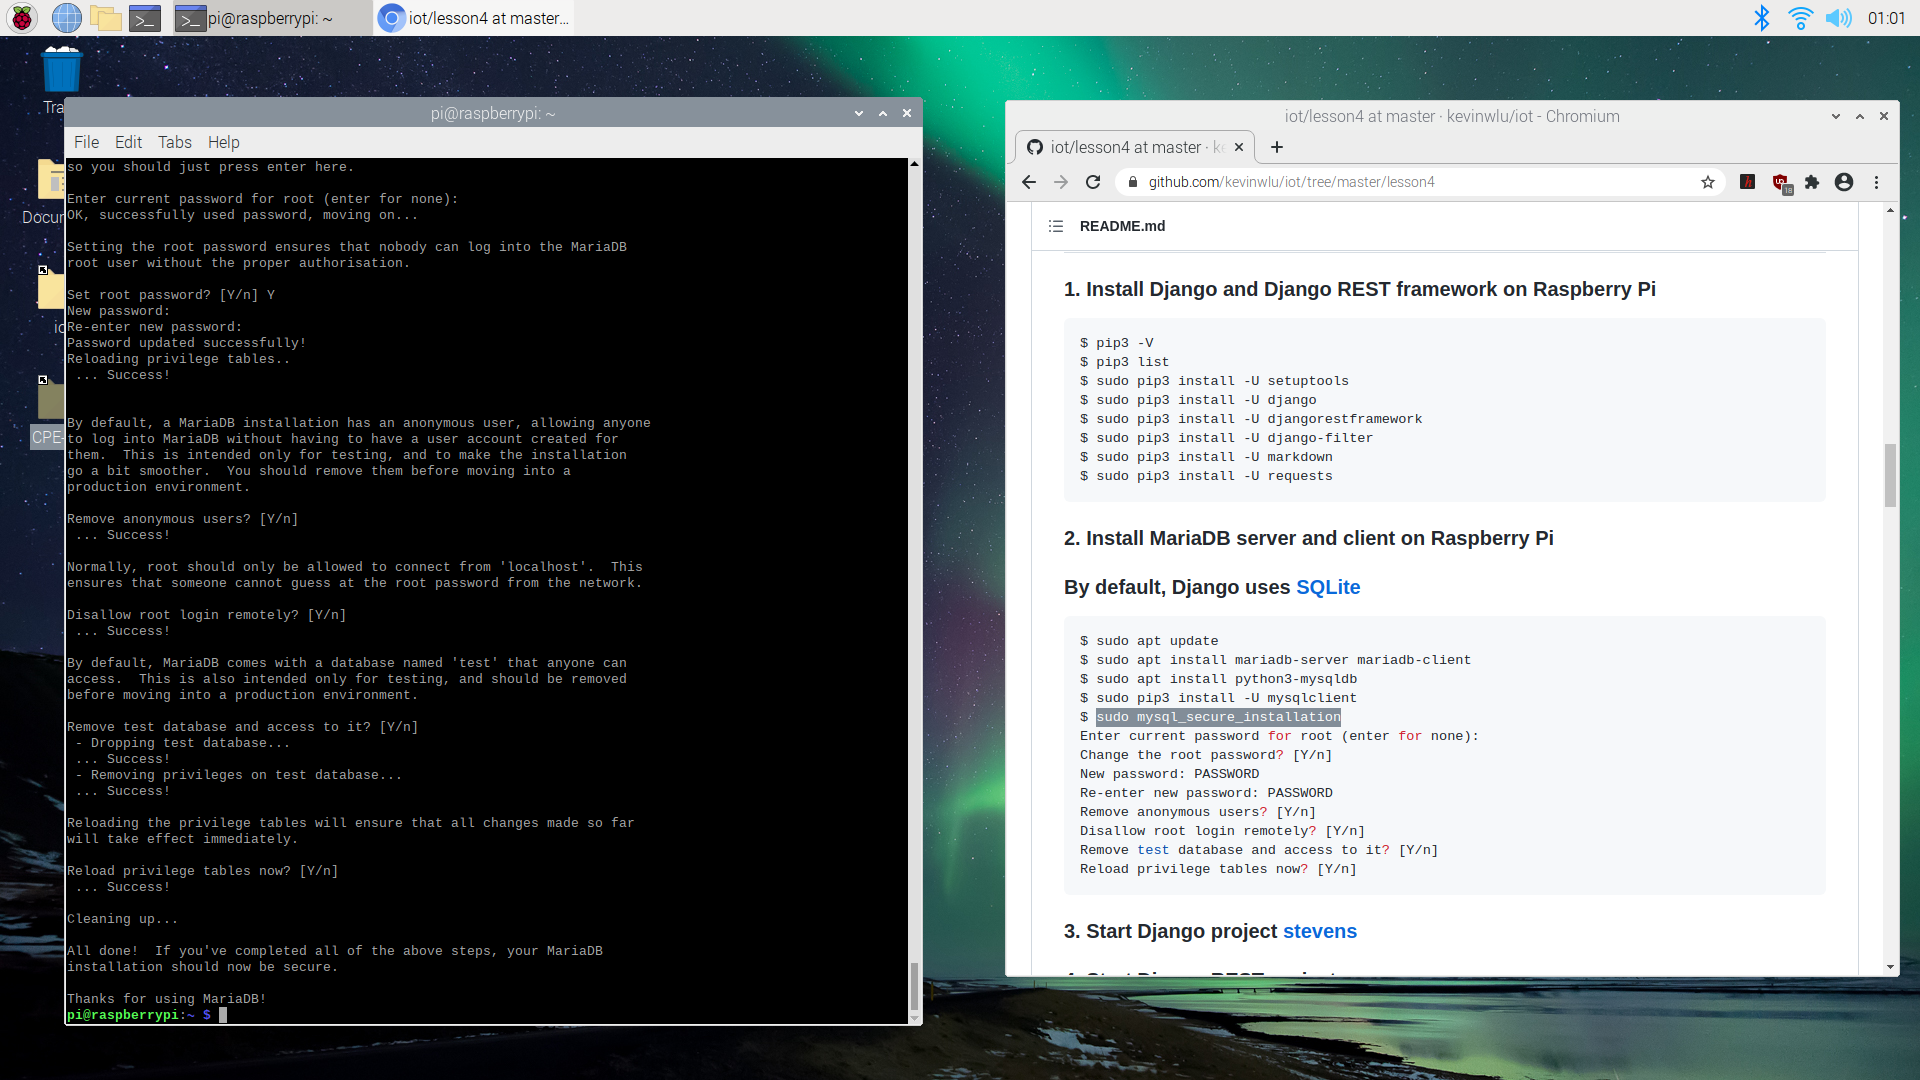 pi@raspberrypi: ~
iot/lesson4 at master...
01:01
Tra
Docum
CPE-
pi@raspberrypi: ~
File Edit Tabs Help
so you should just press enter here.
Enter current password for root (enter for none):
OK, successfully used password, moving on...
Setting the root password ensures that nobody can log into the MariaDB
root user without the proper authorisation.
Set root password? [Y/n] Y
New password:
Re-enter new password:
Password updated successfully!
Reloading privilege tables..
... Success!
By default, a MariaDB installation has an anonymous user, allowing anyone
to log into MariaDB without having to have a user account created for
them.  This is intended only for testing, and to make the installation
go a bit smoother.  You should remove them before moving into a
production environment.
Remove anonymous users? [Y/n]
... Success!
Normally, root should only be allowed to connect from 'localhost'.  This
ensures that someone cannot guess at the root password from the network.
Disallow root login remotely? [Y/n]
... Success!
By default, MariaDB comes with a database named 'test' that anyone can
access.  This is also intended only for testing, and should be removed
before moving into a production environment.
Remove test database and access to it? [Y/n]
- Dropping test database...
... Success!
- Removing privileges on test database...
... Success!
Reloading the privilege tables will ensure that all changes made so far
will take effect immediately.
Reload privilege tables now? [Y/n]
... Success!
Cleaning up...
All done!  If you've completed all of the above steps, your MariaDB
installation should now be secure.
Thanks for using MariaDB!
pi@raspberrypi:~ $
iot/lesson4 at master · kevinwlu/iot - Chromium
iot/lesson4 at master · ke
github.com/kevinwlu/iot/tree/master/lesson4
18
README.md
1. Install Django and Django REST framework on Raspberry Pi
$ pip3 -V
$ pip3 list
$ sudo pip3 install -U setuptools
$ sudo pip3 install -U django
$ sudo pip3 install -U djangorestframework
$ sudo pip3 install -U django-filter
$ sudo pip3 install -U markdown
$ sudo pip3 install -U requests
2. Install MariaDB server and client on Raspberry Pi
By default, Django uses SQLite
$ sudo apt update
$ sudo apt install mariadb-server mariadb-client
$ sudo apt install python3-mysqldb
$ sudo pip3 install -U mysqlclient
$ sudo mysql_secure_installation
Enter current password for root (enter for none):
Change the root password? [Y/n]
New password: PASSWORD
Re-enter new password: PASSWORD
Remove anonymous users? [Y/n]
Disallow root login remotely? [Y/n]
Remove test database and access to it? [Y/n]
Reload privilege tables now? [Y/n]
3. Start Django project stevens